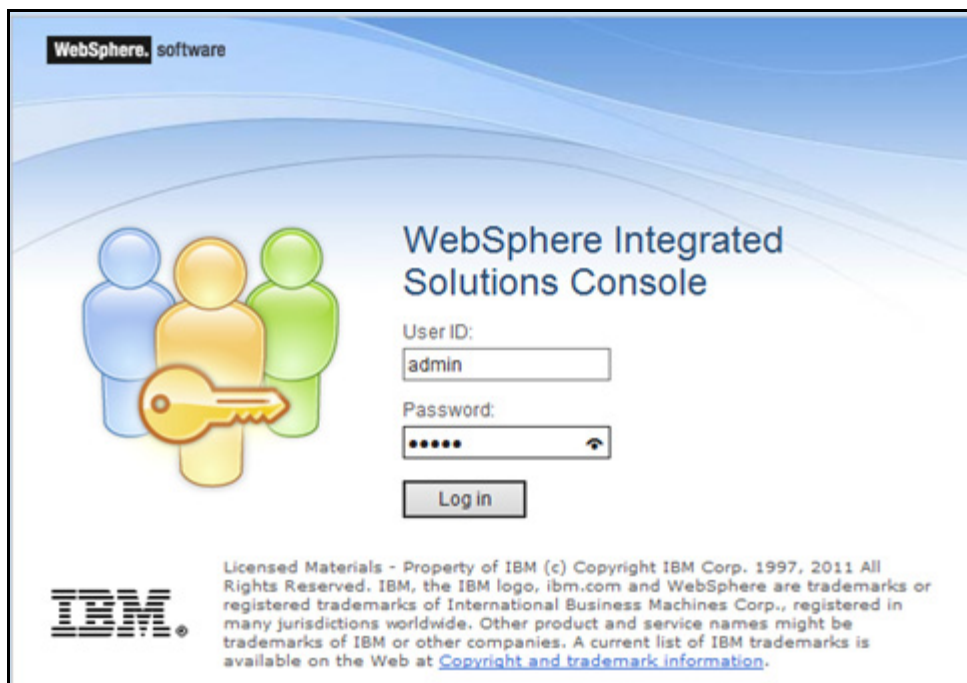 WebSphere. software
WebSphere Integrated
Solutions Console
User ID:
admin
Password:
•••••
Log in
Licensed Materials - Property of IBM (c) Copyright IBM Corp. 1997, 2011 All
Rights Reserved. IBM, the IBM logo, ibm.com and WebSphere are trademarks or
registered trademarks of International Business Machines Corp., registered in
many jurisdictions worldwide. Other product and service names might be
trademarks of IBM or other companies. A current list of IBM trademarks is
available on the Web at Copyright and trademark information.
IBM.